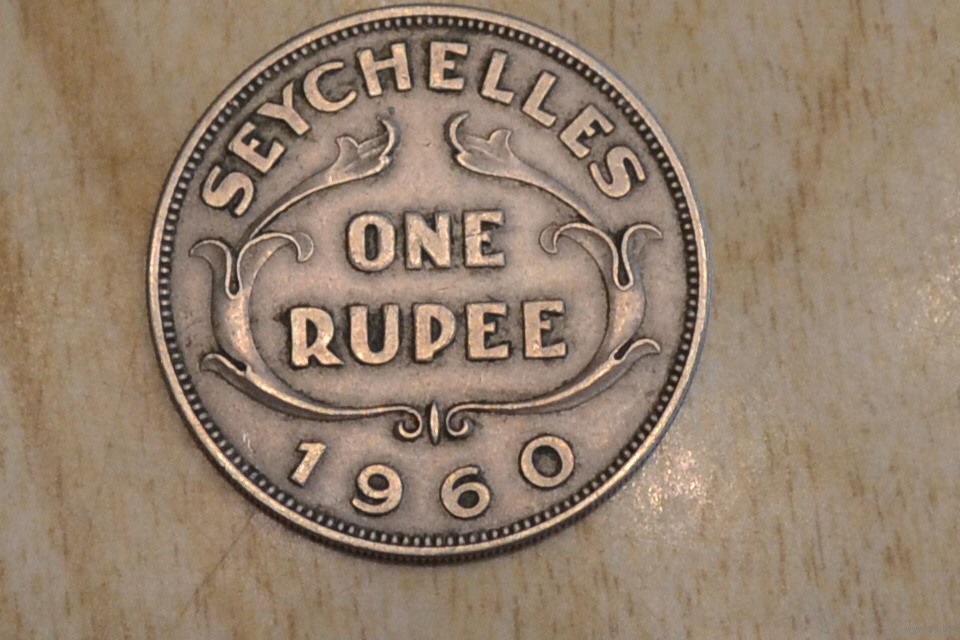 SEYCHELLES
ONE
RUPEE
1960